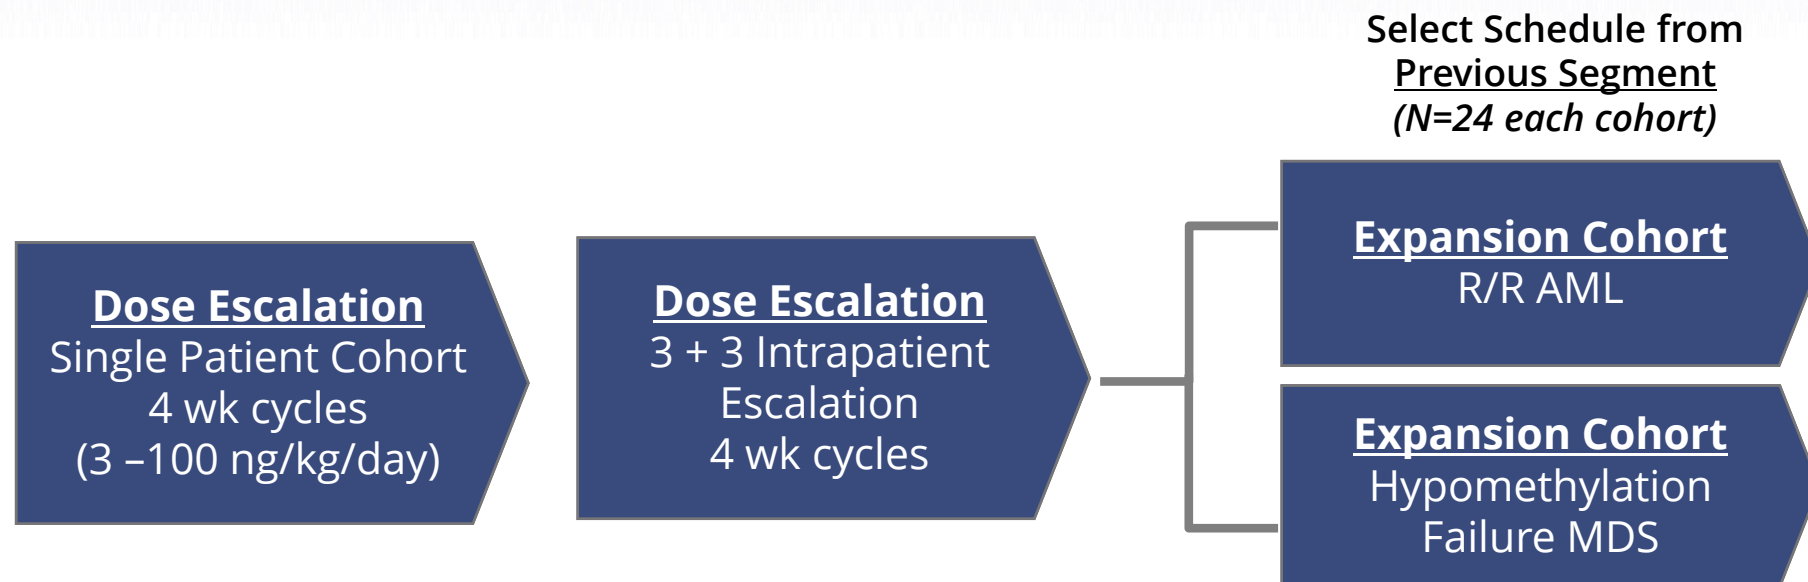 Dose Escalation
Single Patient Cohort
4 wk cycles
(3 –100 ng/kg/day)
Dose Escalation
3 + 3 Intrapatient
Escalation
4 wk cycles
Select Schedule from
Previous Segment
(N=24 each cohort)
Expansion Cohort
R/R AML
Expansion Cohort
Hypomethylation
Failure MDS